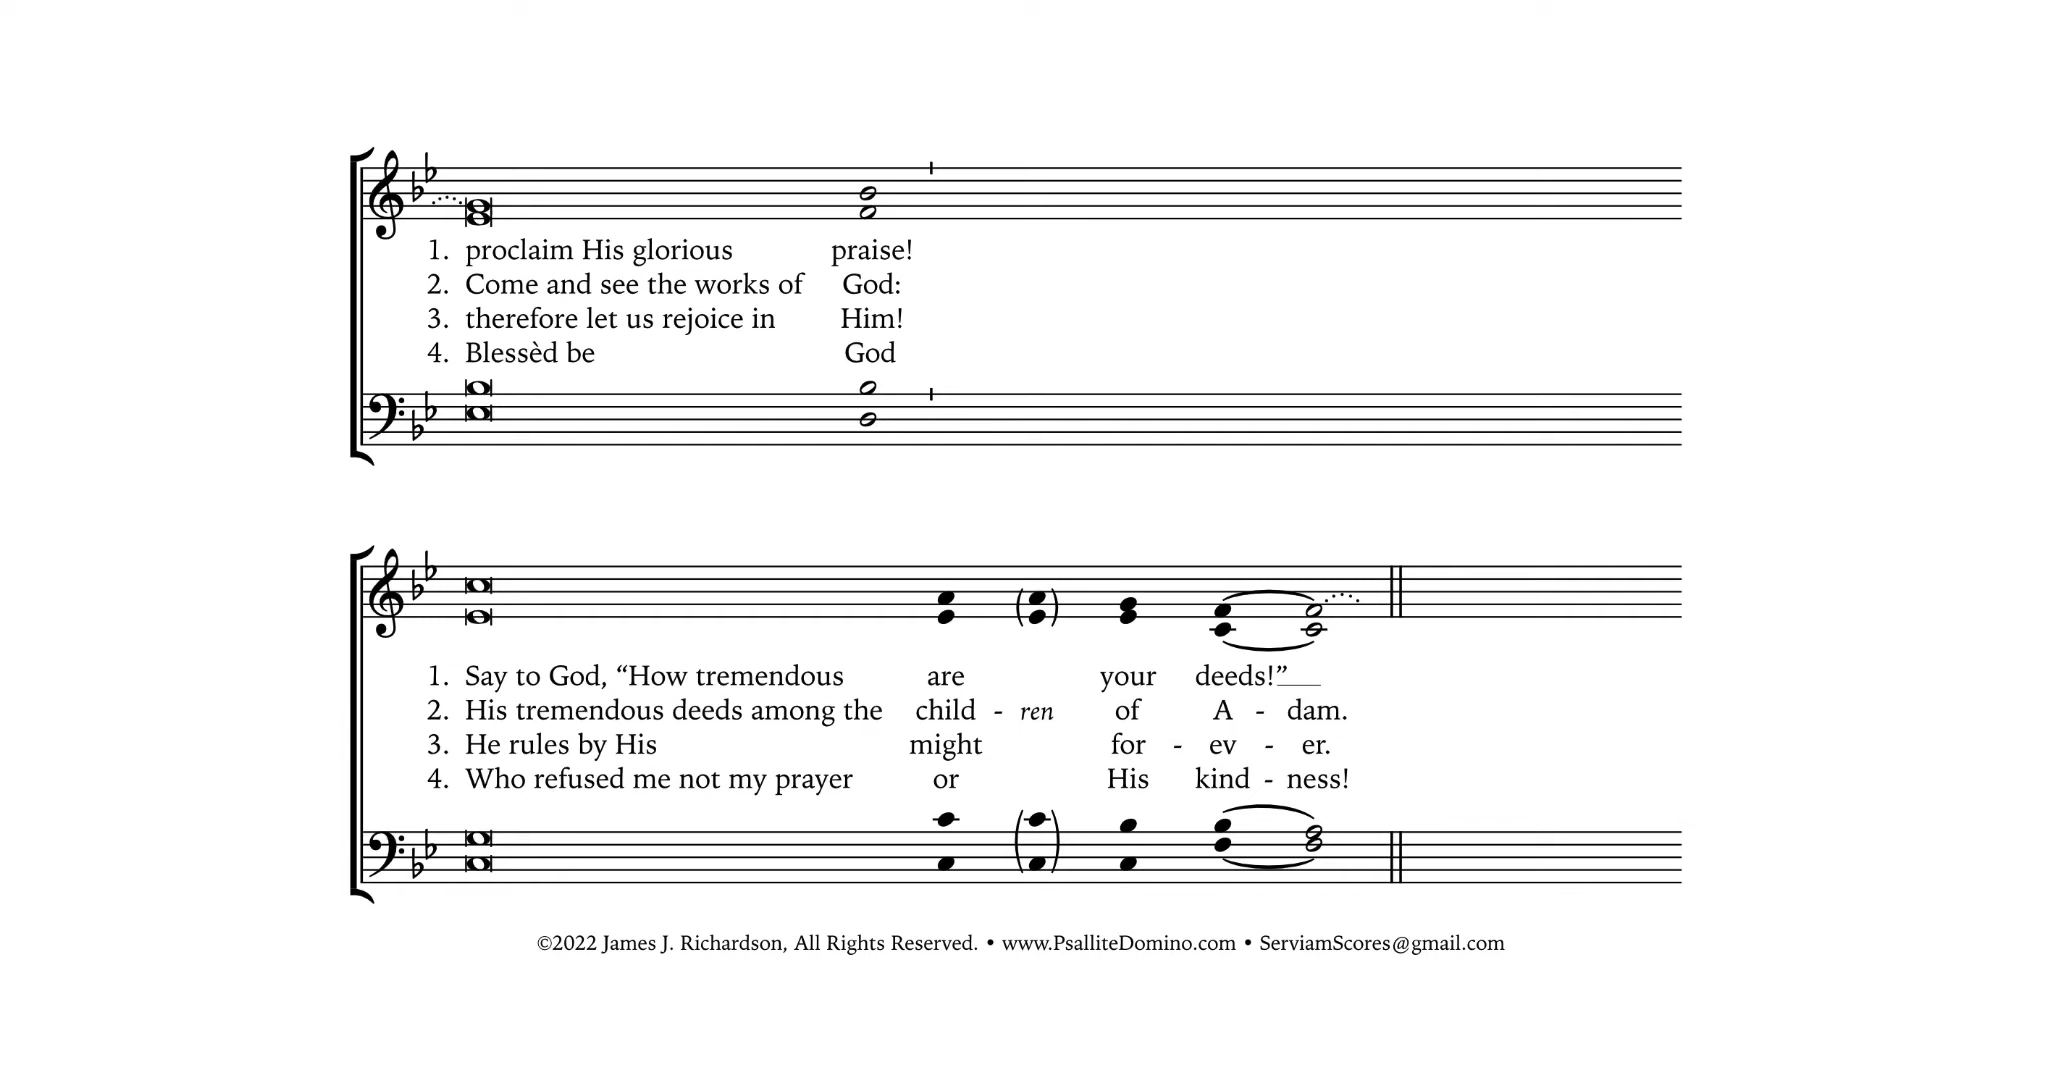 1. proclaim His glorious praise!
2. Come and see the works of God:
3. therefore let us rejoice in Him!
4. Blessèd be God
1. Say to God, “How tremendous are your deeds!”
2. His tremendous deeds among the child - ren of A - dam.
3. He rules by His might for - ev - er.
4. Who refused me not my prayer or His kind - ness!
©2022 James J. Richardson, All Rights Reserved. • www.PsalliteDomino.com • ServiamScores@gmail.com